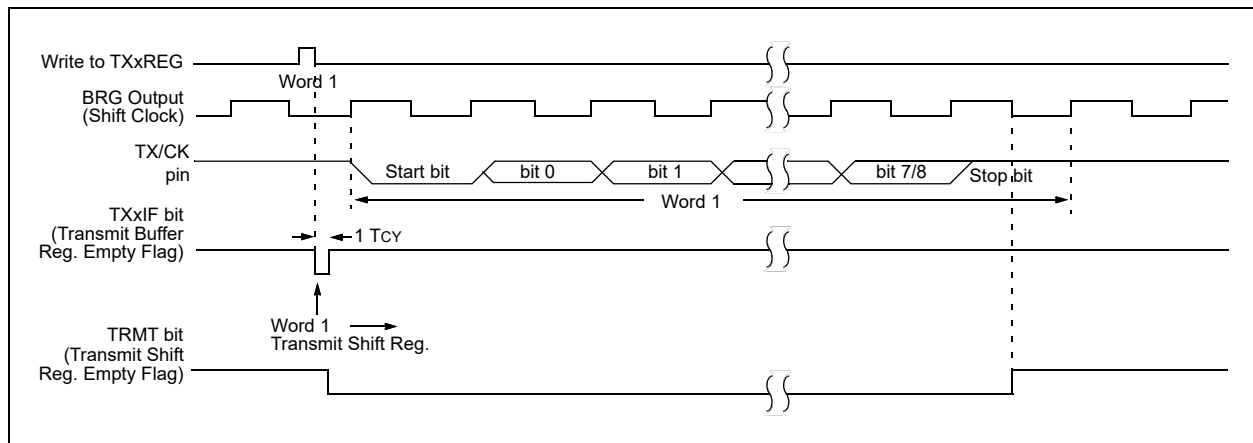 Write to TXxREG
Word 1
BRG Output
(Shift Clock)
TX/CK
pin
Start bit
bit 0
bit 1
bit 7/8
Stop bit
Word 1
TXxIF bit
(Transmit Buffer
Reg. Empty Flag)
1 TCY
Word 1
Transmit Shift Reg.
TRMT bit
(Transmit Shift
Reg. Empty Flag)